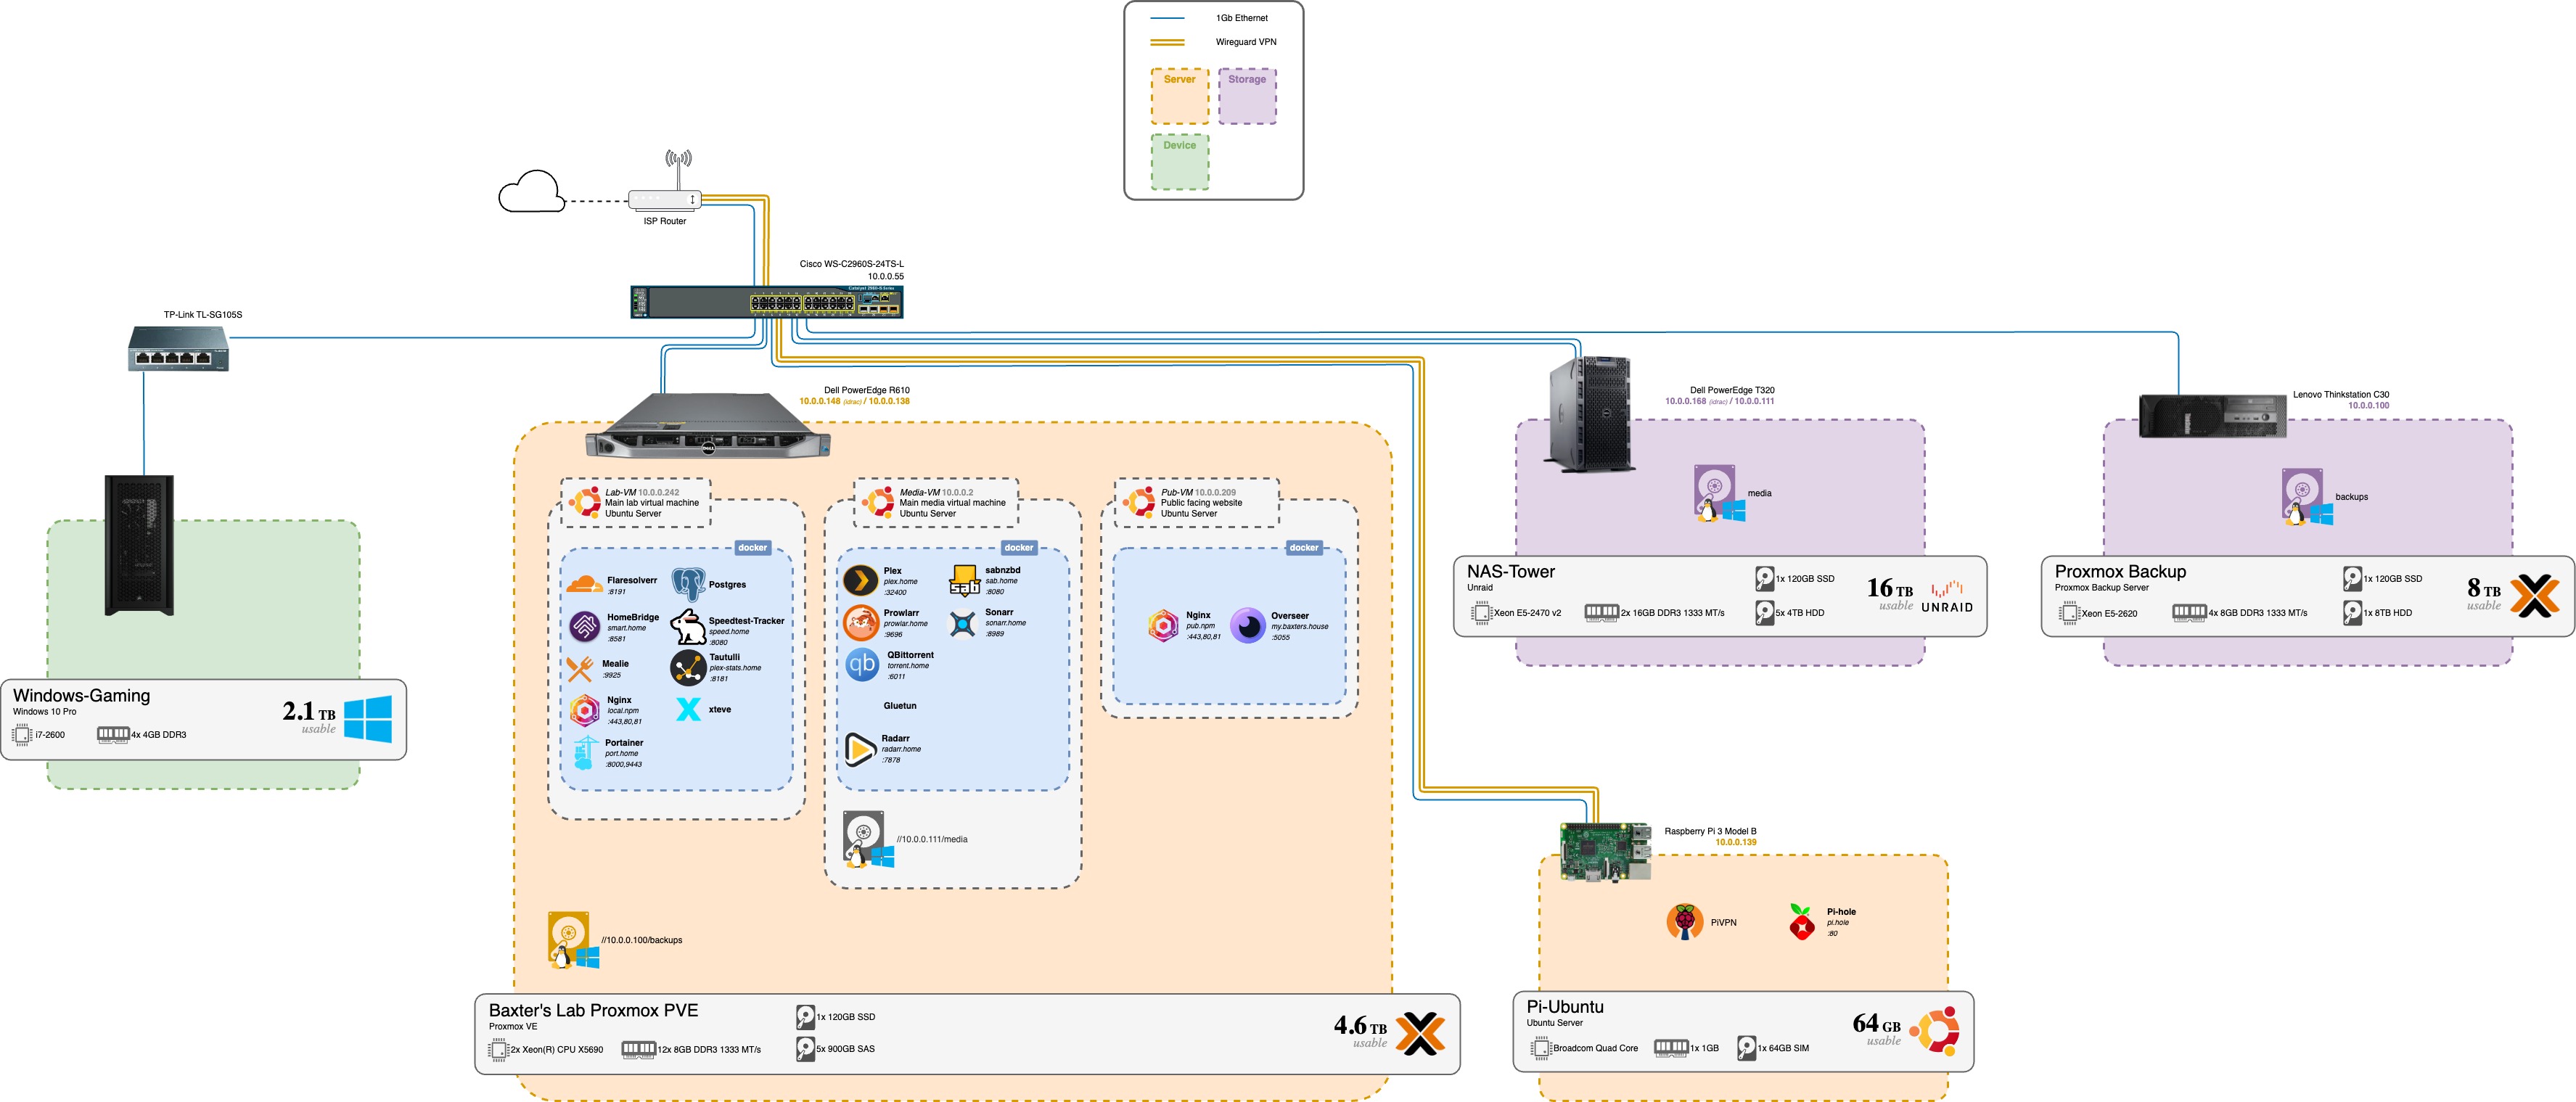 1Gb Ethernet
Wireguard VPN
Server
Storage
Device
ISP Router
Cisco WS-C2960S-24TS-L
10.0.0.55
Catalyst 2960-S Series
TP-Link TL-SG105S
Dell PowerEdge R610
10.0.0.148 (idrac) / 10.0.0.138
Dell PowerEdge T320
10.0.0.168 (idrac) / 10.0.0.111
Lenovo Thinkstation C30
10.0.0.100
Lab-VM 10.0.0.242
Main lab virtual machine
Ubuntu Server
docker
Flaresolverr
:8191
Postgres
HomeBridge
smart.home
:8581
Speedtest-Tracker
speed.home
:8080
Mealie
:9925
Tautulli
plex-stats.home
:8181
Nginx
local.npm
:443,80,81
xteve
Portainer
port.home
:8000,9443
Media-VM 10.0.0.2
Main media virtual machine
Ubuntu Server
docker
Plex
plex.home
:32400
sabnzbd
sab.home
:8080
Prowlarr
prowlar.home
:9696
Sonarr
sonarr.home
:8989
qb
QBittorrent
torrent.home
:6011
Gluetun
Radarr
radarr.home
:7878
//10.0.0.111/media
Pub-VM 10.0.0.209
Public facing website
Ubuntu Server
docker
Nginx
pub.npm
:443,80,81
Overseer
my.baxters.house
:5055
//10.0.0.100/backups
Baxter's Lab Proxmox PVE
Proxmox VE
2x Xeon(R) CPU X5690
12x 8GB DDR3 1333 MT/s
1x 120GB SSD
5x 900GB SAS
4.6 TB
usable
Windows-Gaming
Windows 10 Pro
i7-2600
4x 4GB DDR3
2.1 TB
usable
media
NAS-Tower
Unraid
Xeon E5-2470 v2
2x 16GB DDR3 1333 MT/s
1x 120GB SSD
5x 4TB HDD
16 TB
usable
UNRAID
backups
Proxmox Backup
Proxmox Backup Server
Xeon E5-2620
4x 8GB DDR3 1333 MT/s
1x 120GB SSD
1x 8TB HDD
8 TB
usable
Raspberry Pi 3 Model B
10.0.0.139
PiVPN
Pi-hole
pi.hole
:80
Pi-Ubuntu
Ubuntu Server
Broadcom Quad Core
1x 1GB
1x 64GB SIM
64 GB
usable